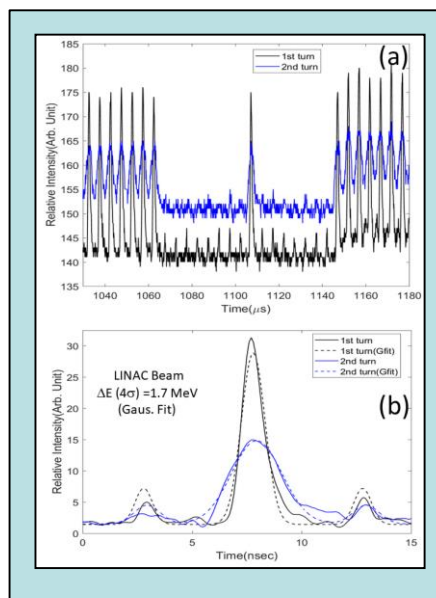 (a)
1st turn
2nd turn
Relative Intensity(Arb. Unit)
185
180
175
170
165
160
155
150
145
140
135
1040 1060 1080 1100 1120 1140 1160 1180
Time(μs)
(b)
1st turn
1st turn(Gfit)
2nd turn
2nd turn(Gfit)
LINAC Beam
ΔE (4σ) =1.7 MeV
(Gaus. Fit)
Relative Intensity(Arb. Unit)
30
25
20
15
10
5
0
0 5 10 15
Time(nsec)